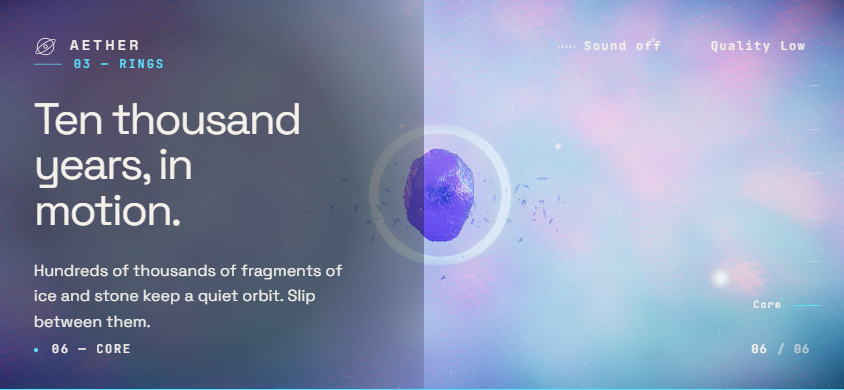 AETHER
03 — RINGS
Sound off
Quality Low
Ten thousand
years, in
motion.
Hundreds of thousands of fragments of
ice and stone keep a quiet orbit. Slip
between them.
Core
06 — CORE
06 / 06